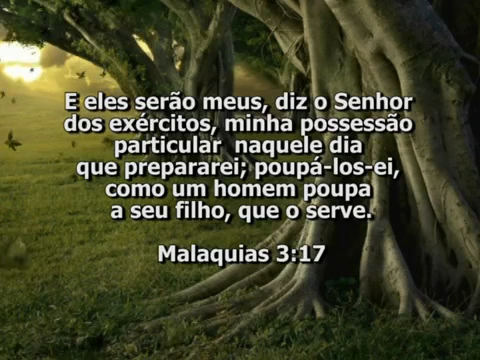 E eles serão meus, diz o Senhor
dos exércitos, minha possessão
particular naquele dia
que prepararei; poupá-los-ei,
como um homem poupa
a seu filho, que o serve.
Malaquias 3:17